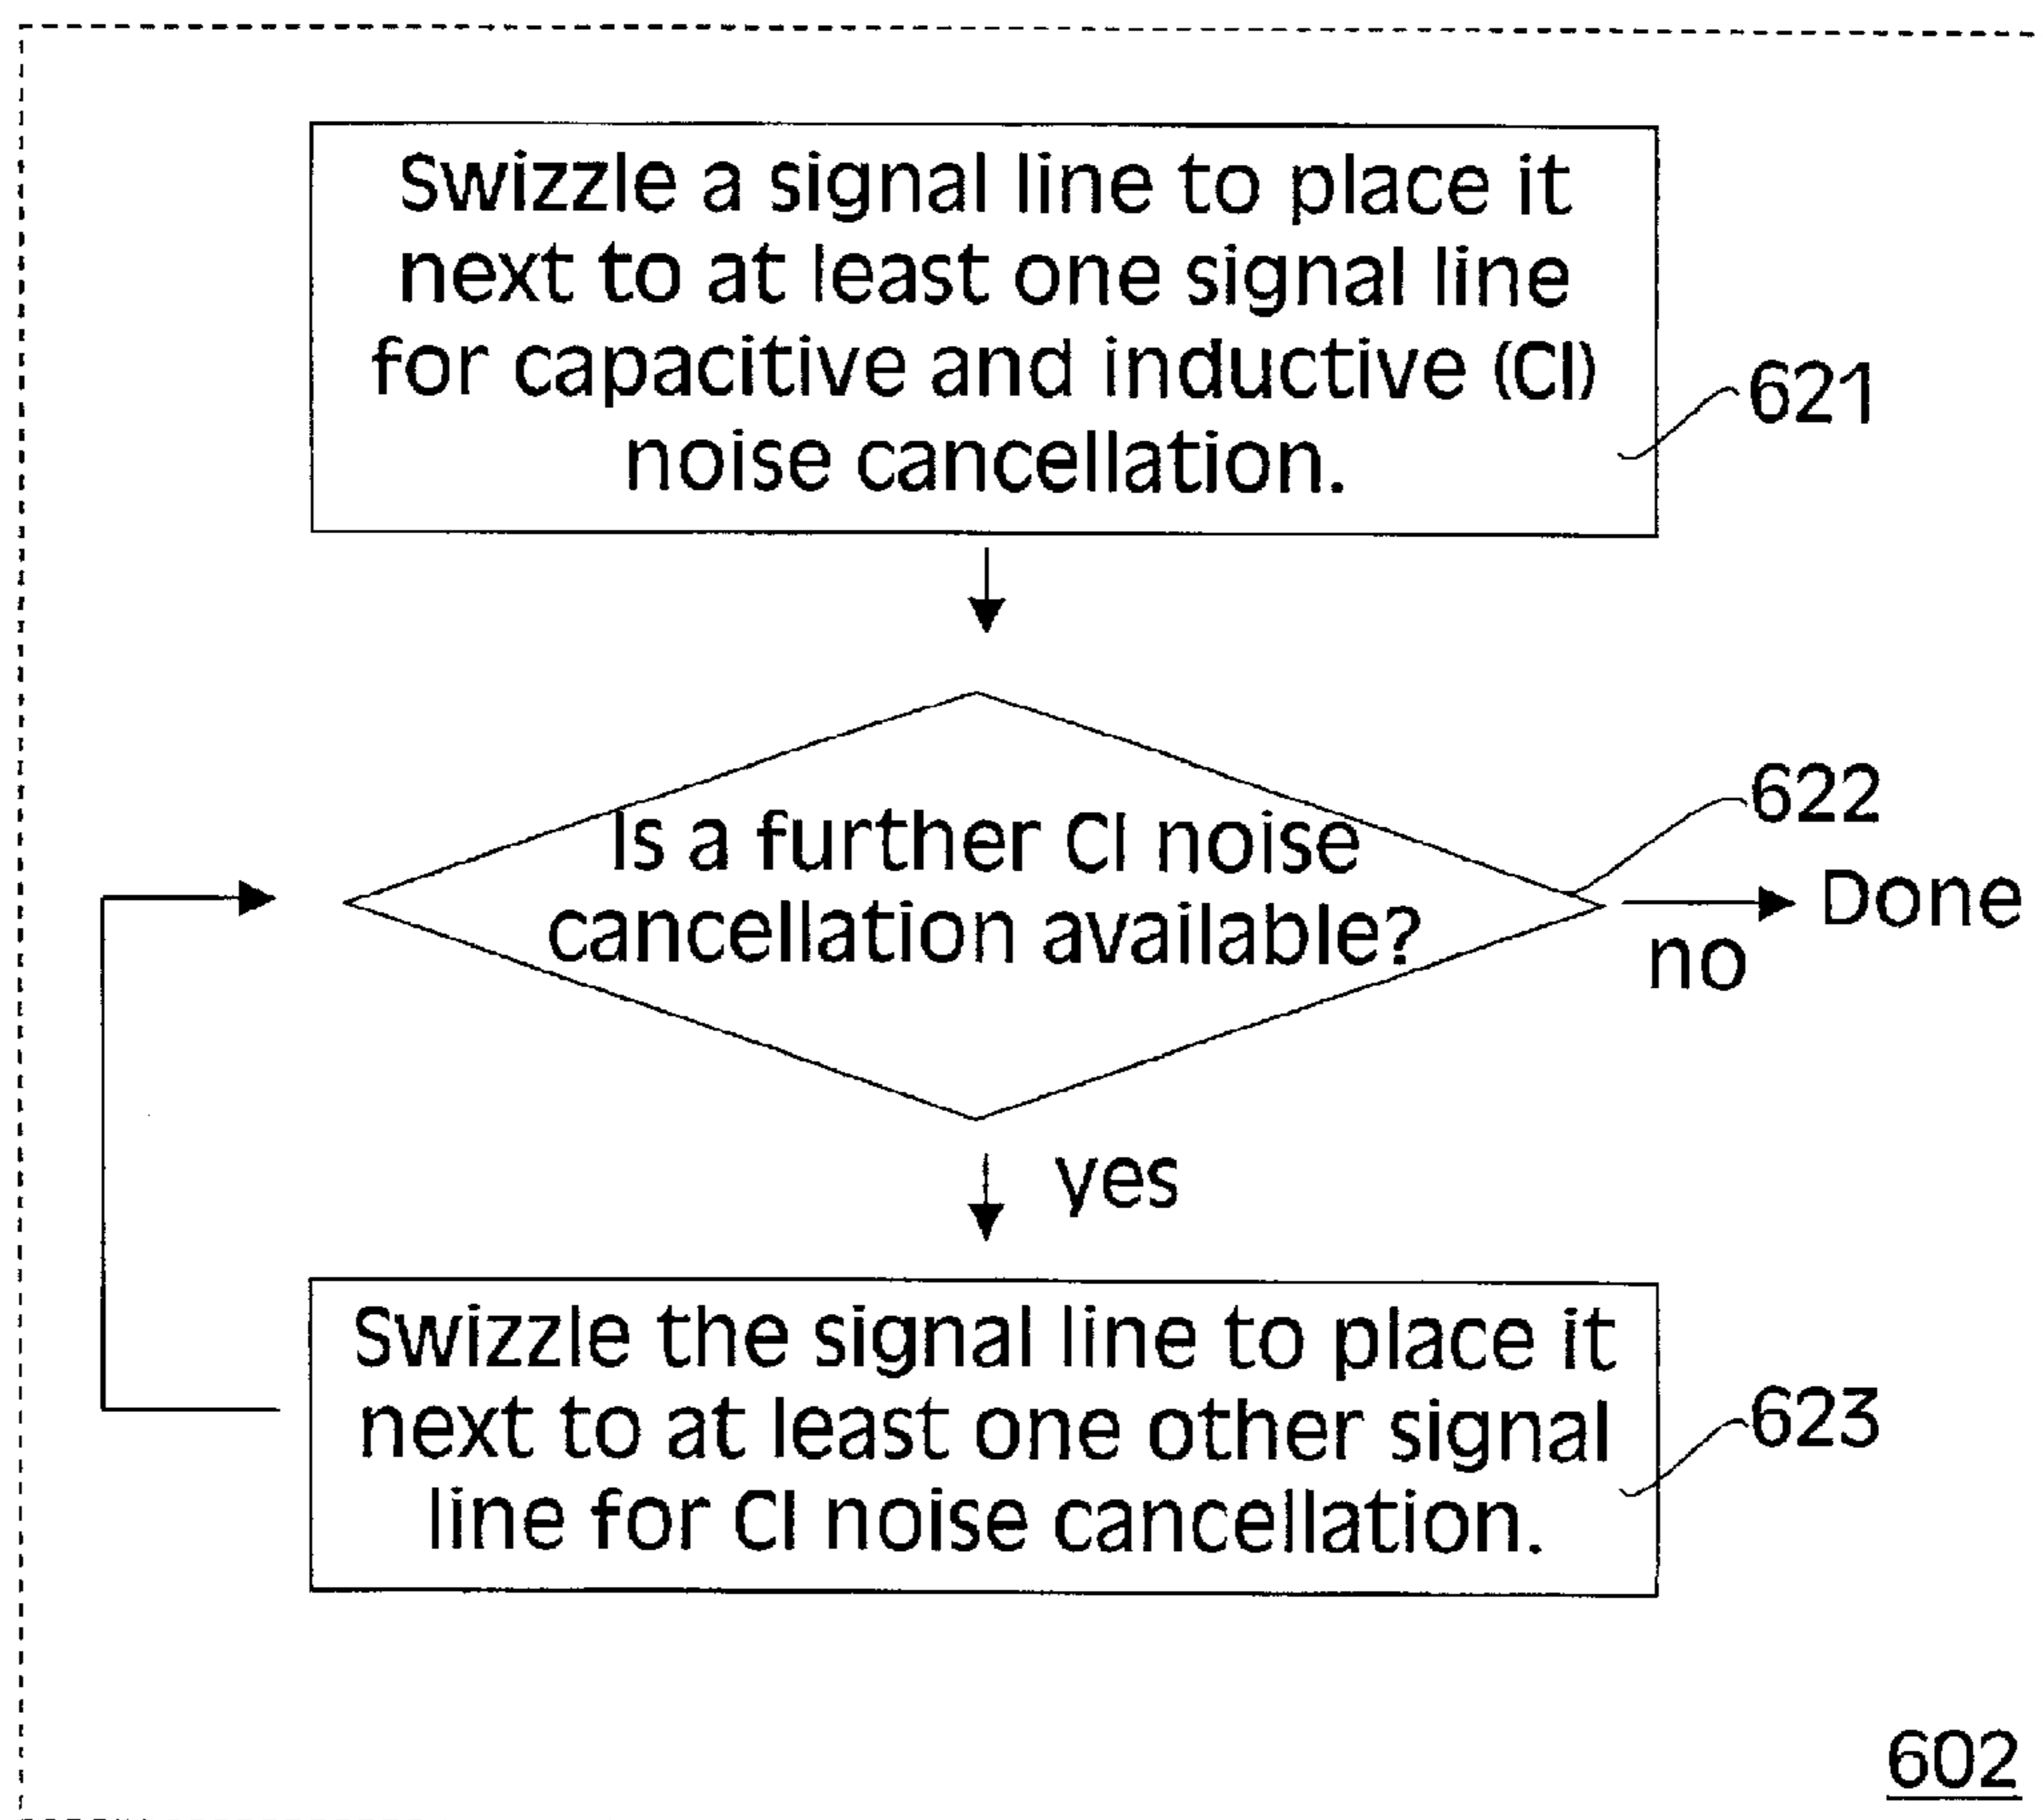 Swizzle a signal line to place it
next to at least one signal line
for capacitive and inductive (CI)
noise cancellation.
621
Is a further CI noise
cancellation available?
622
Done
no
yes
Swizzle the signal line to place it
next to at least one other signal
line for CI noise cancellation.
623
602